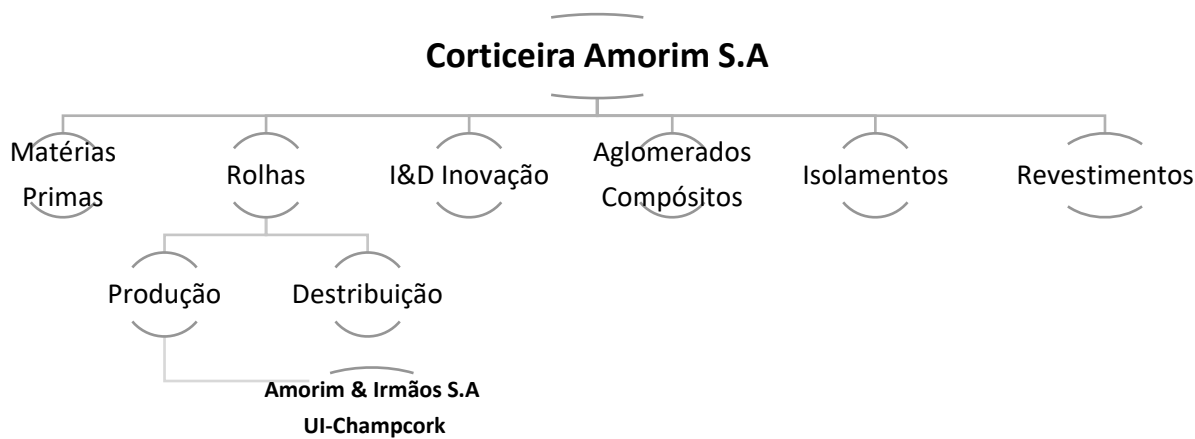 Corticeira Amorim S.A
Matérias
Primas
Rolhas
I&D Inovação
Aglomerados
Compósitos
Isolamentos
Revestimentos
Produção
Destribuição
Amorim & Irmãos S.A
UI-Champcork